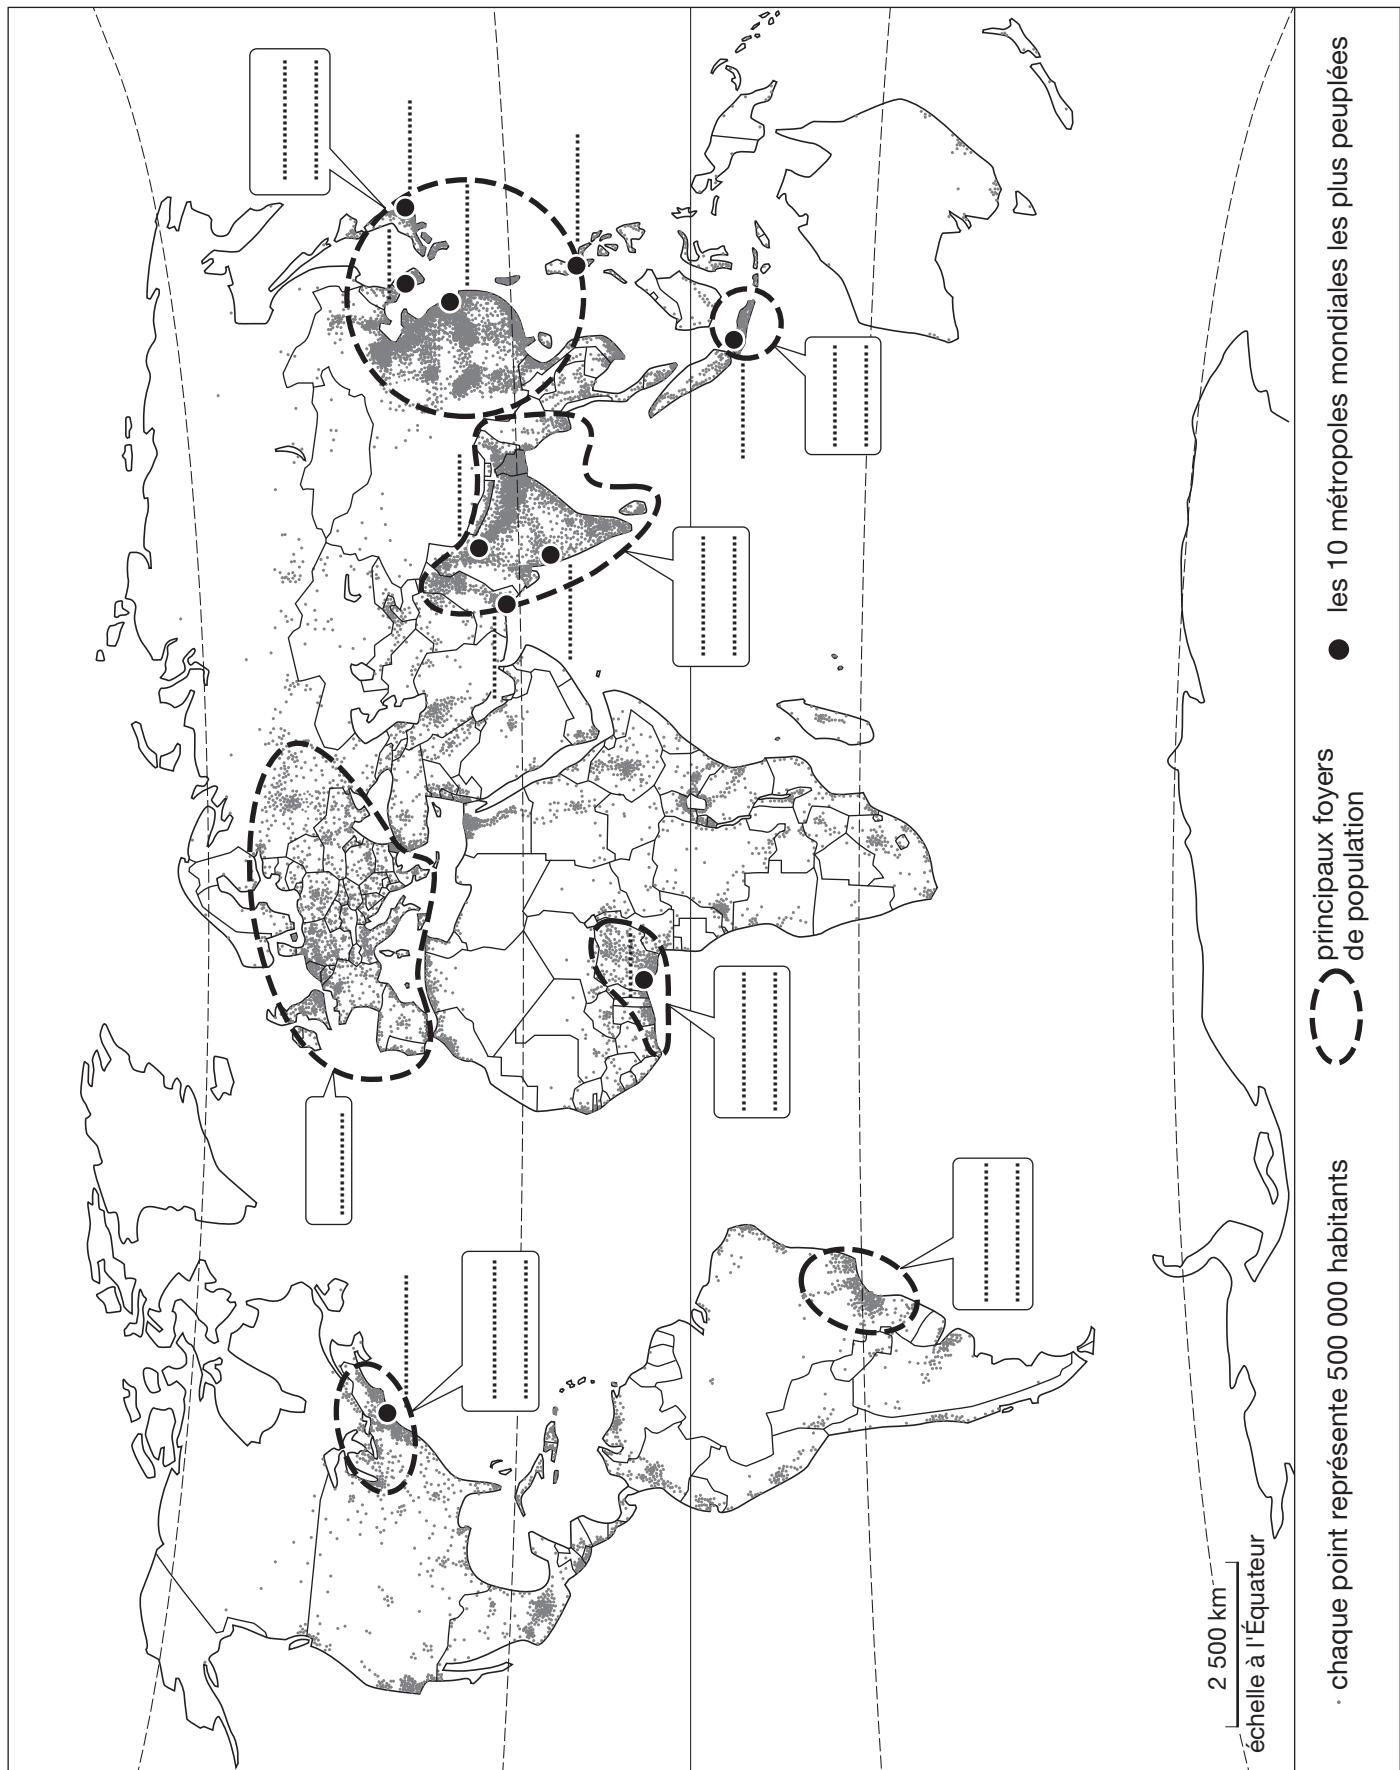 2 500 km
échelle à l'Équateur
chaque point représente 500 000 habitants
principaux foyers
de population
les 10 métropoles mondiales les plus peuplées